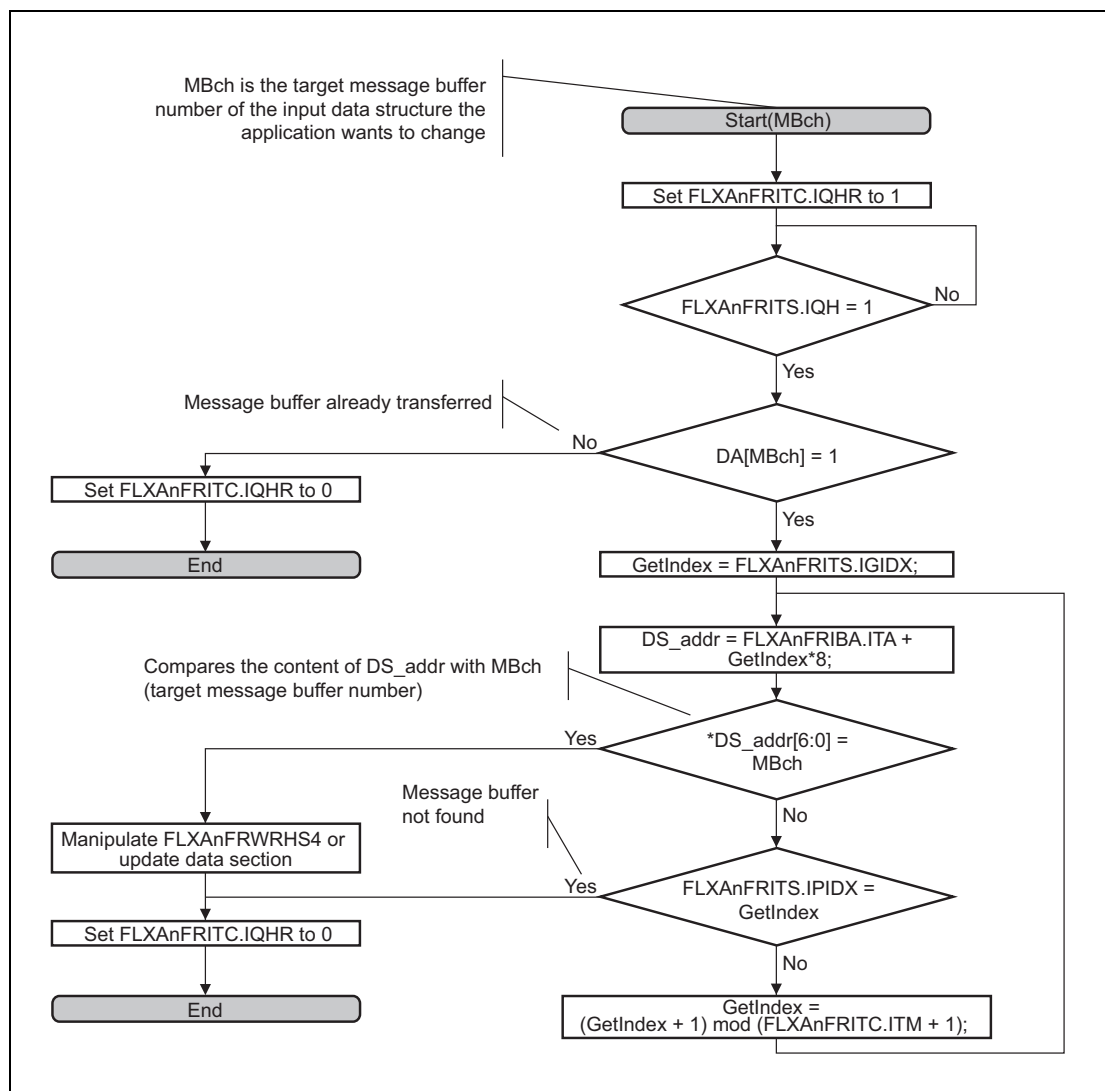 MBch is the target message buffer
number of the input data structure the
application wants to change
Start(MBch)
Set FLXAnFRITC.IQHR to 1
FLXAnFRITS.IQH = 1
No
Yes
Message buffer already transferred
No
DA[MBch] = 1
Set FLXAnFRITC.IQHR to 0
Yes
End
GetIndex = FLXAnFRITS.IGIDX;
DS_addr = FLXAnFRIBA.ITA +
GetIndex*8;
Compares the content of DS_addr with MBch
(target message buffer number)
Yes
*DS_addr[6:0] =
MBch
No
Message buffer
not found
Manipulate FLXAnFRWRHS4 or
update data section
Yes
FLXAnFRITS.IPIDX =
GetIndex
Set FLXAnFRITC.IQHR to 0
No
End
GetIndex =
(GetIndex + 1) mod (FLXAnFRITC.ITM + 1);